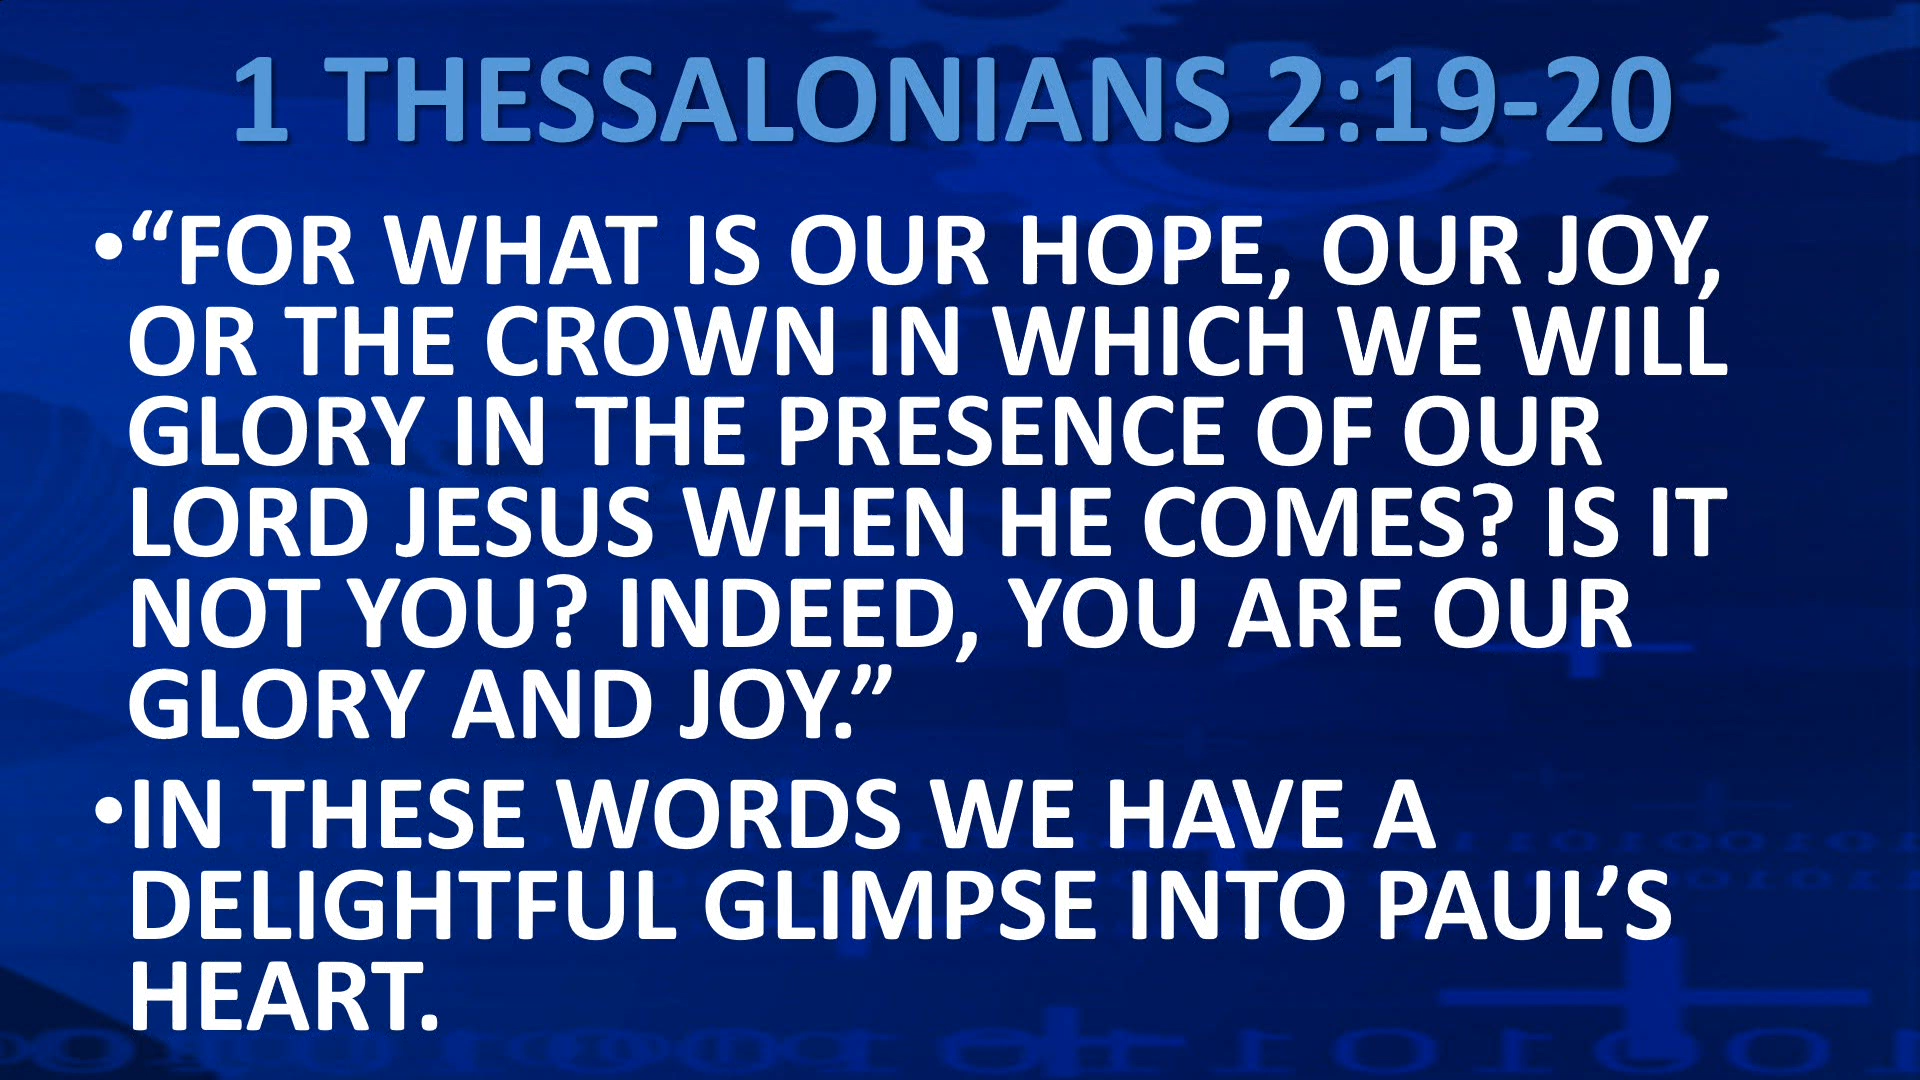 1 THESSALONIANS 2:19-20
•“FOR WHAT IS OUR HOPE, OUR JOY,
OR THE CROWN IN WHICH WE WILL
GLORY IN THE PRESENCE OF OUR
LORD JESUS WHEN HE COMES? IS IT
NOT YOU? INDEED, YOU ARE OUR
GLORY AND JOY.”
•IN THESE WORDS WE HAVE A
DELIGHTFUL GLIMPSE INTO PAUL’S
HEART.